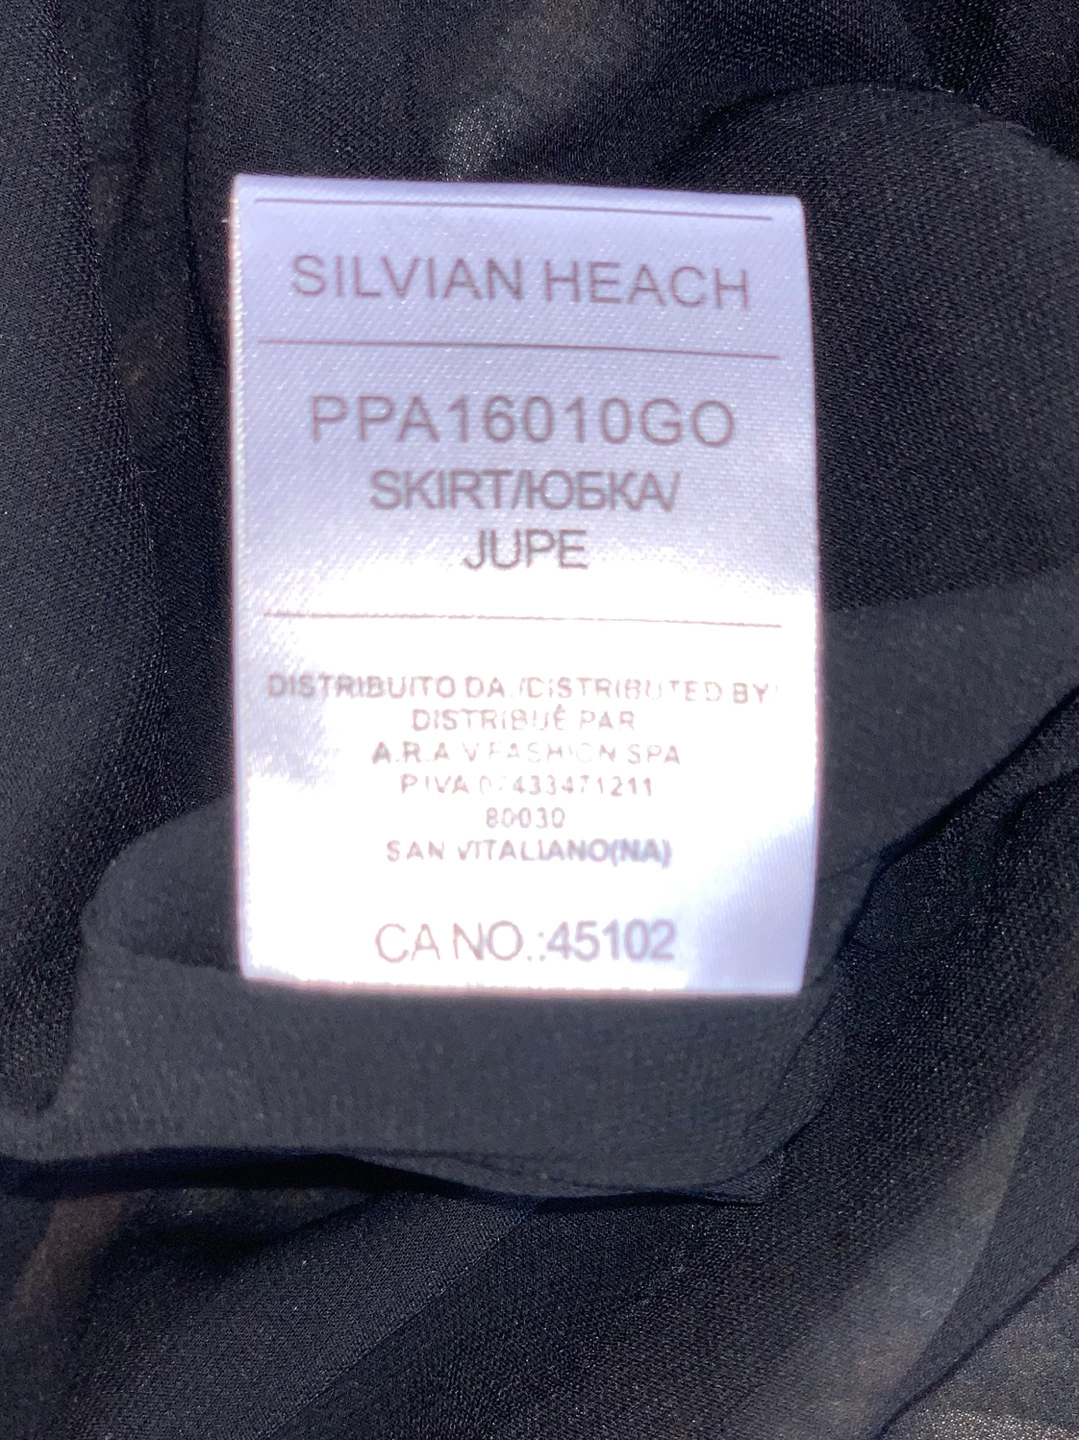 SILVIAN HEACH
PPA16010GO
SKIRT/ЮБКА/
JUPE
DISTRIBUITO DA /DISTRIBUTED BY/
DISTRIBUÉ PAR
A.R.A V FASHION SPA
P.IVA
80030
SAN VITALIANO(NA)
CA NO.:45102